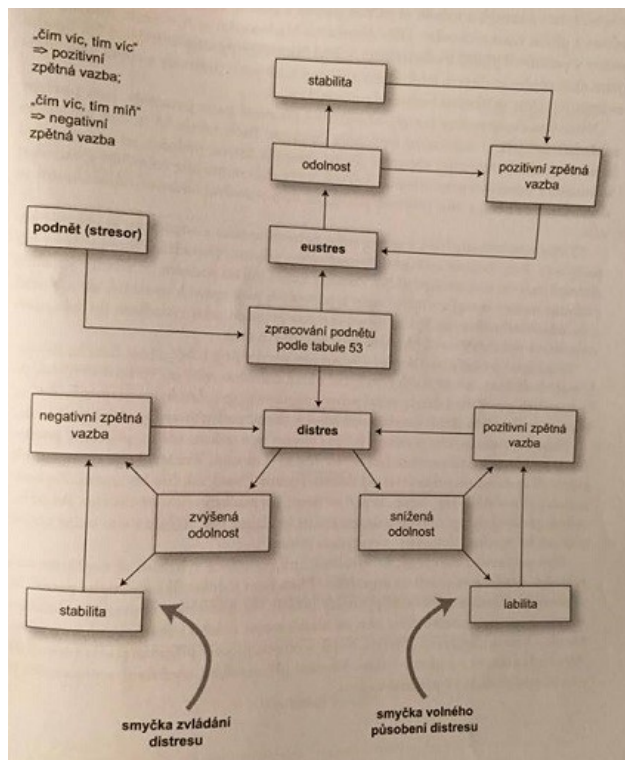 „čím víc, tím víc“
=> pozitivní
zpětná vazba;
„čím víc, tím míň“
=> negativní
zpětná vazba
stabilita
odolnost
pozitivní zpětná
vazba
podnět (stresor)
eustres
zpracování podnětu
podle tabule 53
negativní zpětná
vazba
distres
pozitivní zpětná
vazba
zvýšená
odolnost
snížená
odolnost
stabilita
labilita
smyčka zvládání
distresu
smyčka volného
působení distresu